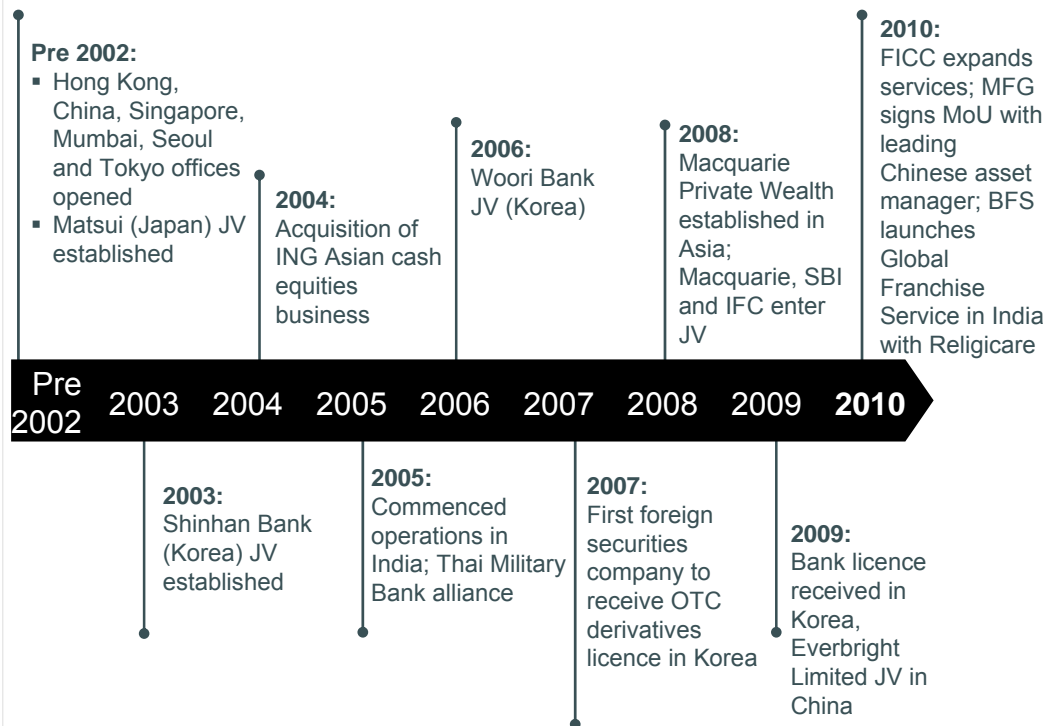 Pre 2002:
▪ Hong Kong,
China, Singapore,
Mumbai, Seoul
and Tokyo offices
opened
▪ Matsui (Japan) JV
established
2004:
Acquisition of
ING Asian cash
equities
business
2006:
Woori Bank
JV (Korea)
2008:
Macquarie
Private Wealth
established in
Asia;
Macquarie, SBI
and IFC enter
JV
2010:
FICC expands
services; MFG
signs MoU with
leading
Chinese asset
manager; BFS
launches
Global
Franchise
Service in India
with Religicare
Pre
2002
2003 2004 2005 2006 2007 2008 2009 2010
2003:
Shinhan Bank
(Korea) JV
established
2005:
Commenced
operations in
India; Thai Military
Bank alliance
2007:
First foreign
securities
company to
receive OTC
derivatives
licence in Korea
2009:
Bank licence
received in
Korea,
Everbright
Limited JV in
China